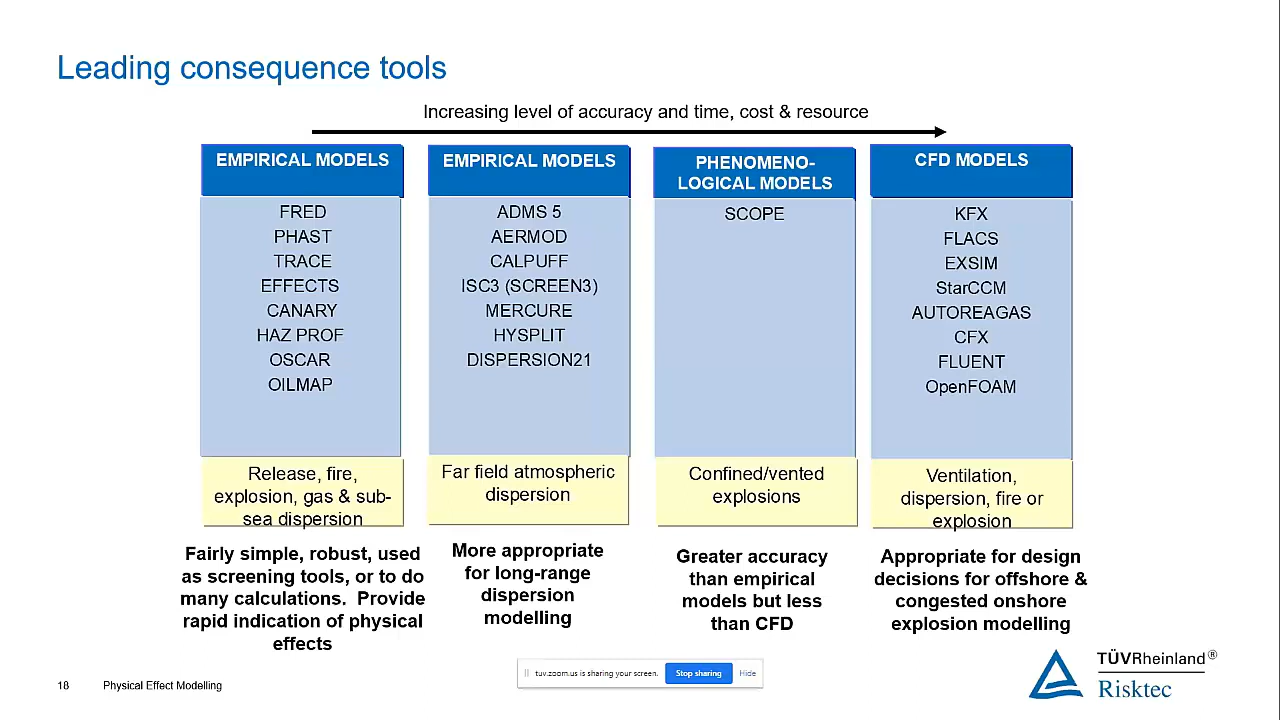 Leading consequence tools
Increasing level of accuracy and time, cost & resource
EMPIRICAL MODELS
FRED
PHAST
TRACE
EFFECTS
CANARY
HAZ PROF
OSCAR
OILMAP
Release, fire,
explosion, gas & sub-
sea dispersion
Fairly simple, robust, used
as screening tools, or to do
many calculations. Provide
rapid indication of physical
effects
EMPIRICAL MODELS
ADMS 5
AERMOD
CALPUFF
ISC3 (SCREEN3)
MERCURE
HYSPLIT
DISPERSION21
Far field atmospheric
dispersion
More appropriate
for long-range
dispersion
modelling
PHENOMENO-
LOGICAL MODELS
SCOPE
Confined/vented
explosions
Greater accuracy
than empirical
models but less
than CFD
CFD MODELS
KFX
FLACS
EXSIM
StarCCM
AUTOREAGAS
CFX
FLUENT
OpenFOAM
Ventilation,
dispersion, fire or
explosion
Appropriate for design
decisions for offshore &
congested onshore
explosion modelling
18 Physical Effect Modelling
tuv.zoom.us is sharing your screen. Stop sharing Hide
TÜVRheinland®
Risktec